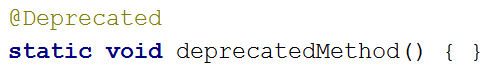 @Deprecated
static void deprecatedMethod() { }